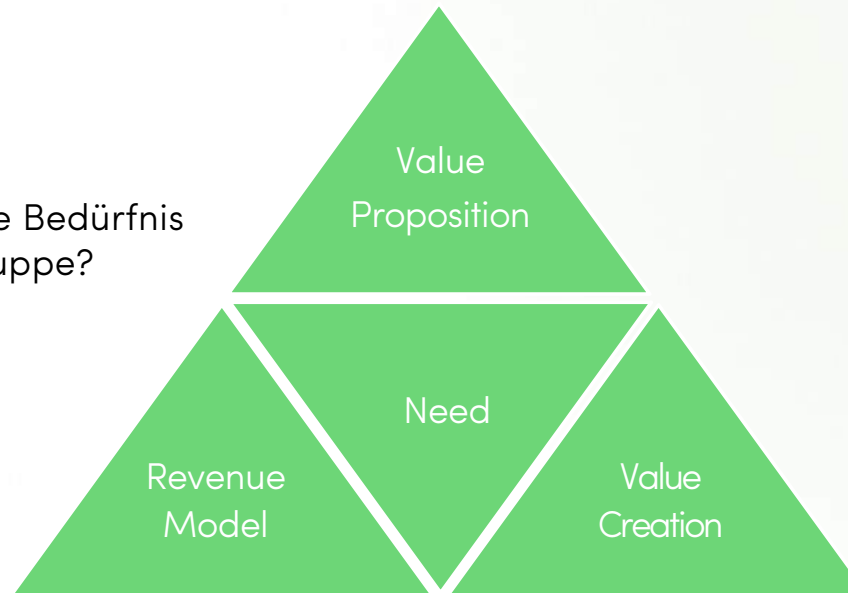 Value
Proposition
e Bedürfnis
uppe?
Need
Revenue
Model
Value
Creation